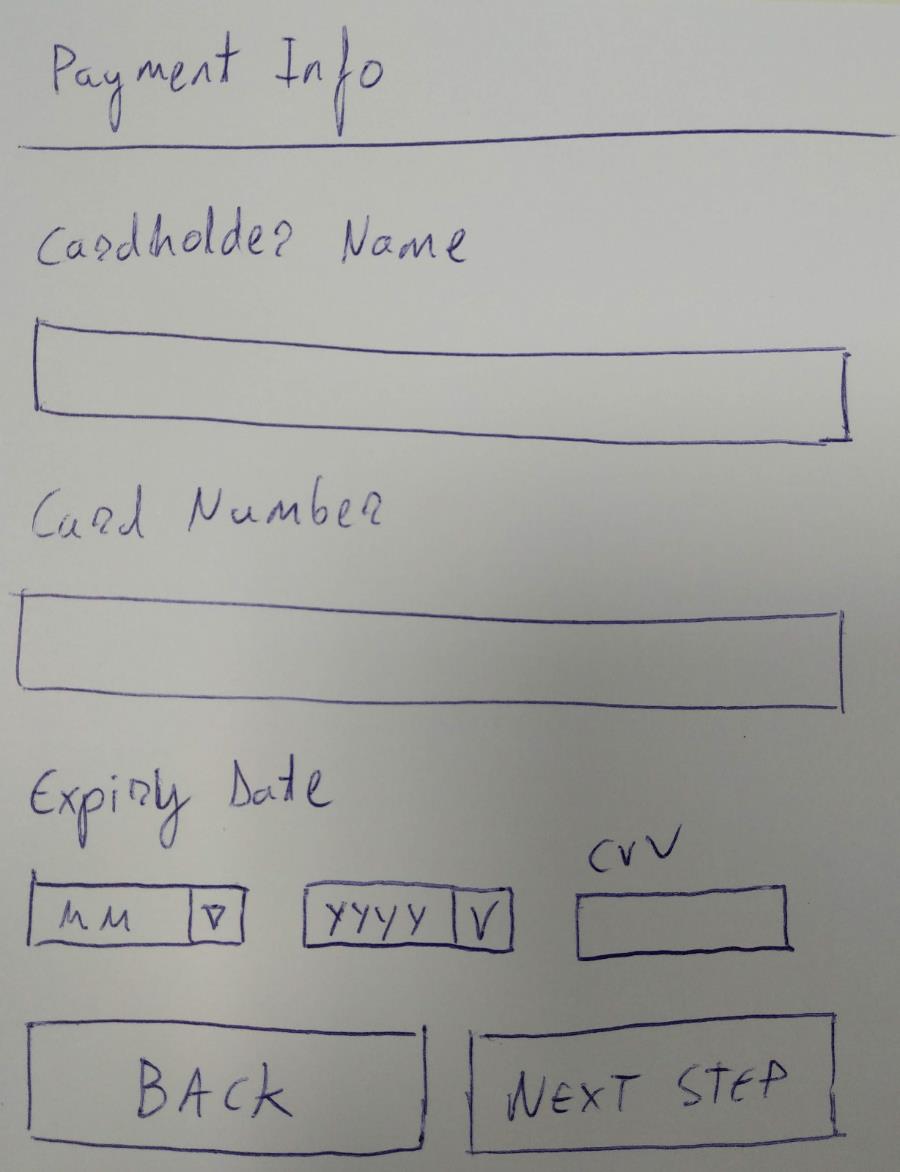 Payment Info
Cardholder Name
Card Number
Expiry Date
CVV
MM YYYY
BACK NEXT STEP